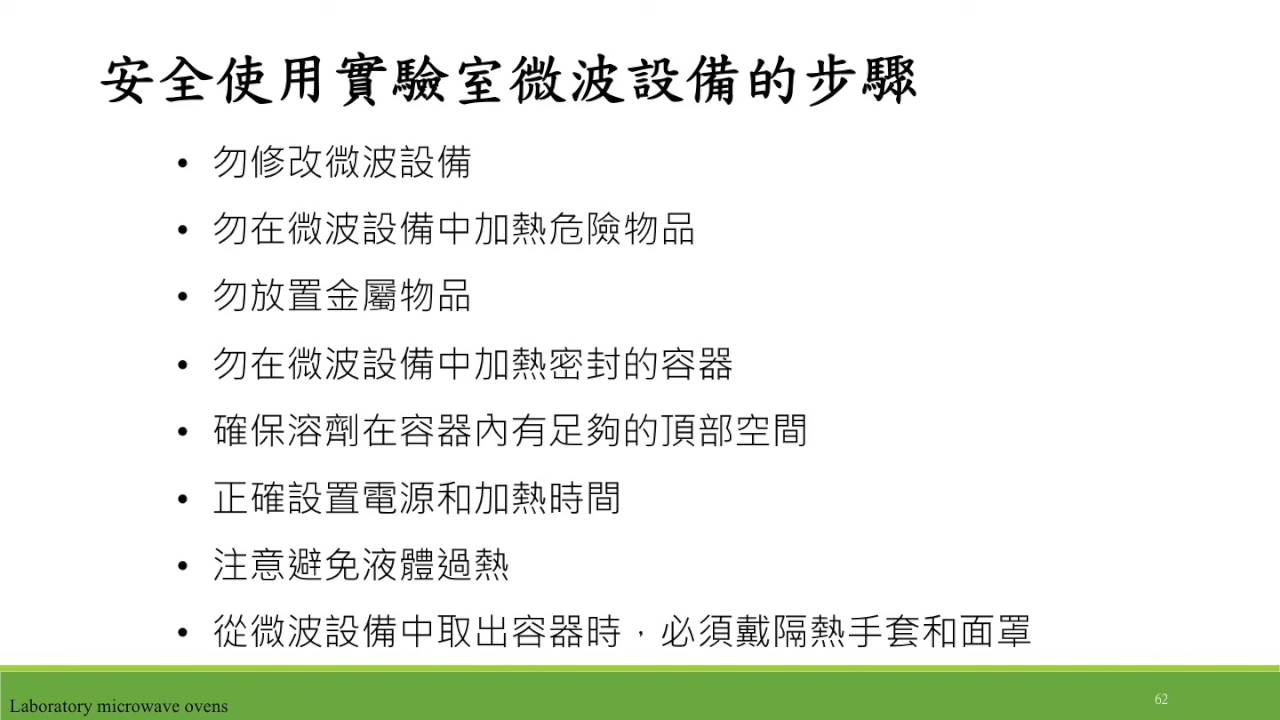 安全使用實驗室微波設備的步驟
• 勿修改微波設備
• 勿在微波設備中加熱危險物品
• 勿放置金屬物品
• 勿在微波設備中加熱密封的容器
• 確保溶劑在容器內有足夠的頂部空間
• 正確設置電源和加熱時間
• 注意避免液體過熱
• 從微波設備中取出容器時，必須戴隔熱手套和面罩
Laboratory microwave ovens
62